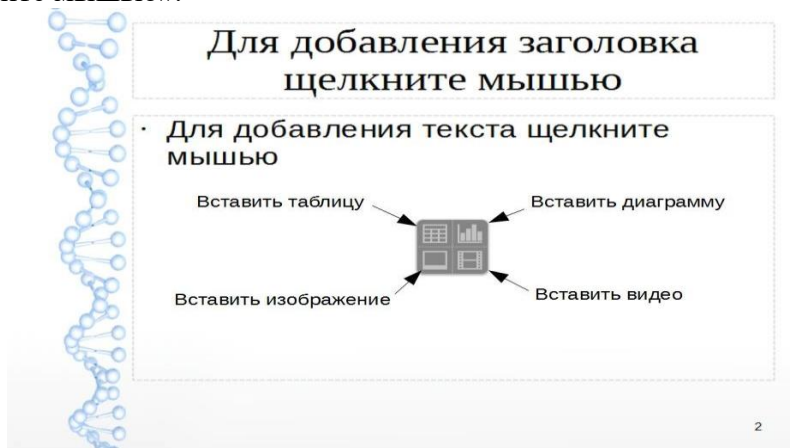 Для добавления заголовка
щелкните мышью
· Для добавления текста щелкните
мышью
Вставить таблицу
Вставить диаграмму
Вставить изображение
Вставить видео
2